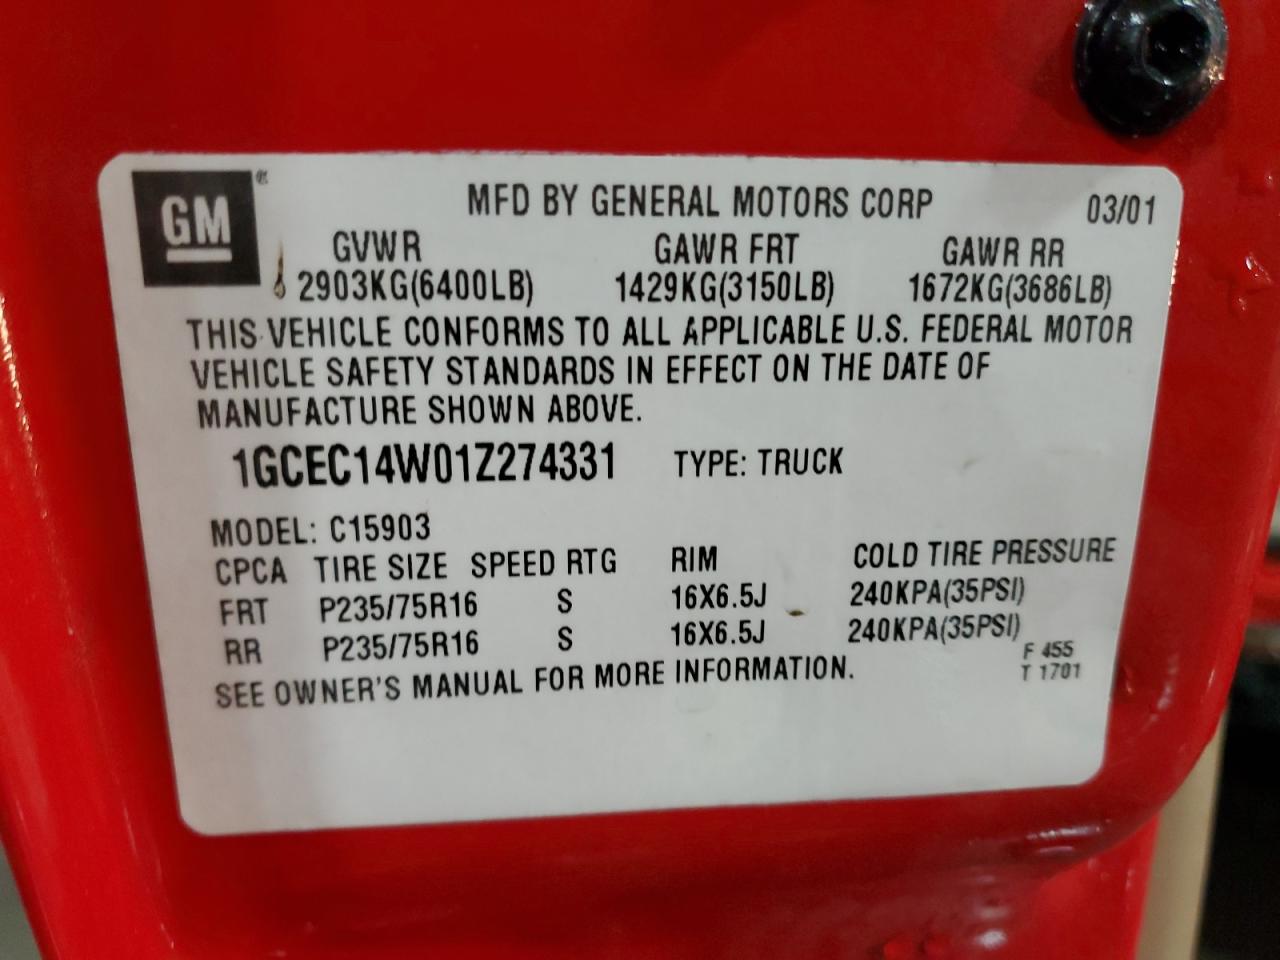 GM®
MFD BY GENERAL MOTORS CORP 03/01
GVWR GAWR FRT GAWR RR
2903KG(6400LB) 1429KG(3150LB) 1672KG(3686LB)
THIS VEHICLE CONFORMS TO ALL APPLICABLE U.S. FEDERAL MOTOR
VEHICLE SAFETY STANDARDS IN EFFECT ON THE DATE OF
MANUFACTURE SHOWN ABOVE.
1GCEC14W01Z274331 TYPE: TRUCK
MODEL: C15903
CPCA TIRE SIZE SPEED RTG RIM COLD TIRE PRESSURE
FRT P235/75R16 S 16X6.5J 240KPA(35PSI)
RR P235/75R16 S 16X6.5J 240KPA(35PSI)
SEE OWNER'S MANUAL FOR MORE INFORMATION.
F 455
T 1701